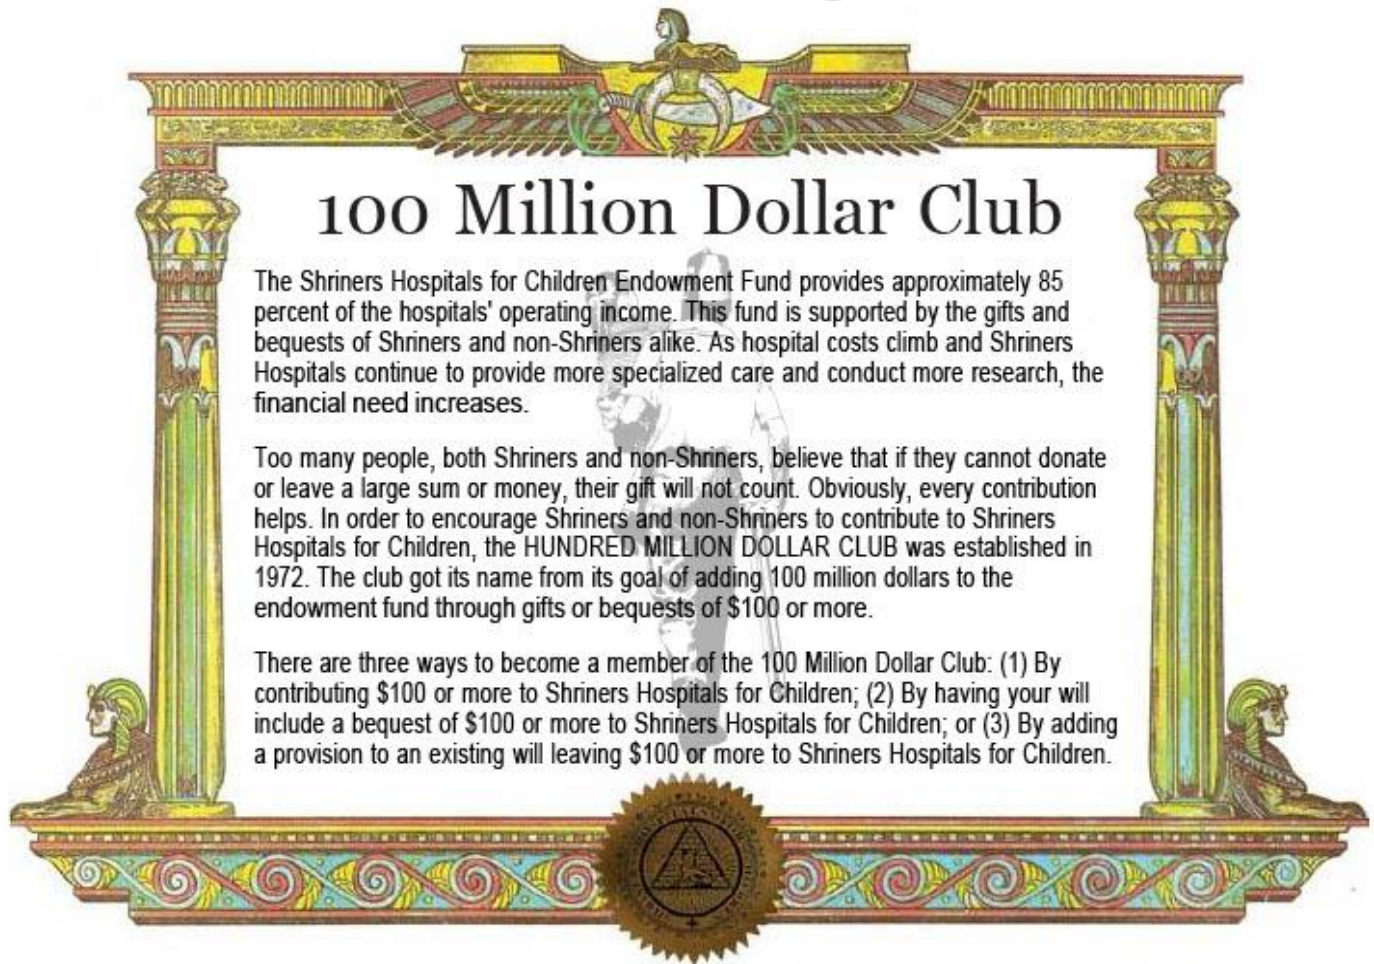 100 Million Dollar Club
The Shriners Hospitals for Children Endowment Fund provides approximately 85
percent of the hospitals' operating income. This fund is supported by the gifts and
bequests of Shriners and non-Shriners alike. As hospital costs climb and Shriners
Hospitals continue to provide more specialized care and conduct more research, the
financial need increases.
Too many people, both Shriners and non-Shriners, believe that if they cannot donate
or leave a large sum or money, their gift will not count. Obviously, every contribution
helps. In order to encourage Shriners and non-Shriners to contribute to Shriners
Hospitals for Children, the HUNDRED MILLION DOLLAR CLUB was established in
1972. The club got its name from its goal of adding 100 million dollars to the
endowment fund through gifts or bequests of $100 or more.
There are three ways to become a member of the 100 Million Dollar Club: (1) By
contributing $100 or more to Shriners Hospitals for Children; (2) By having your will
include a bequest of $100 or more to Shriners Hospitals for Children; or (3) By adding
a provision to an existing will leaving $100 or more to Shriners Hospitals for Children.